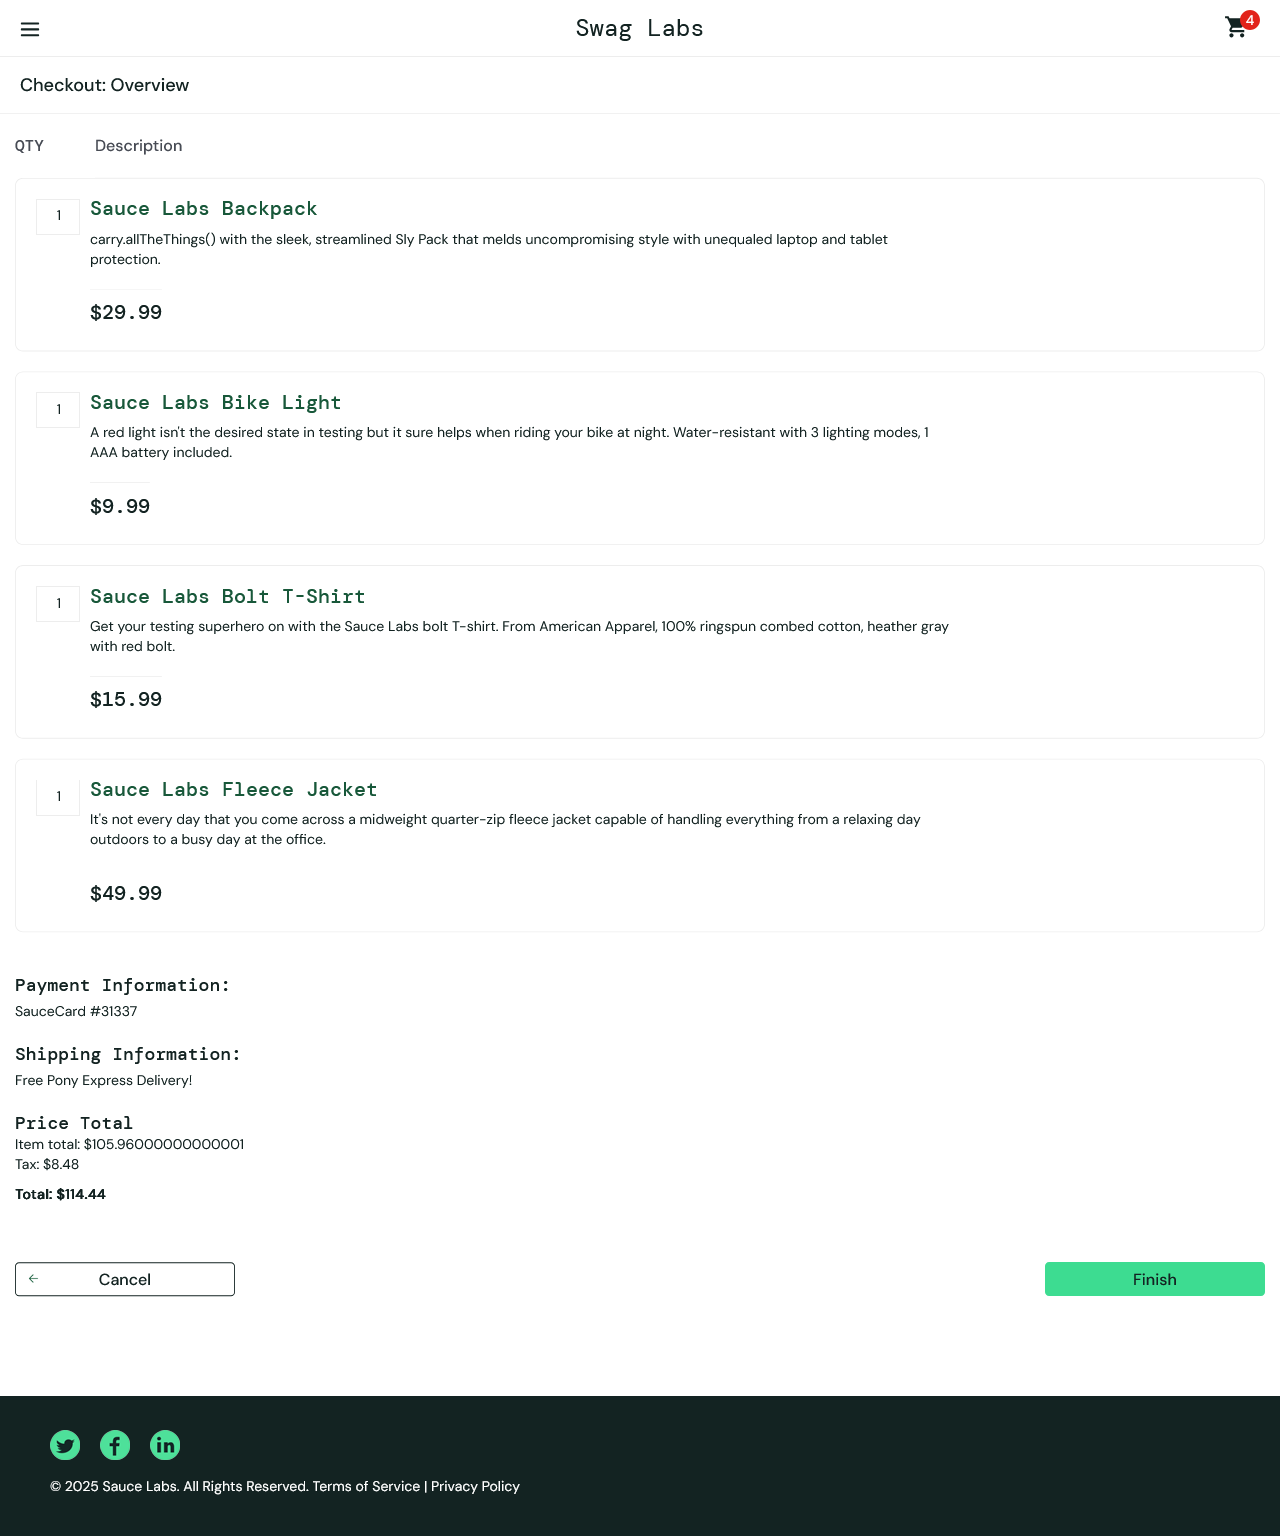 Swag Labs
4
Checkout: Overview
QTY Description
1
Sauce Labs Backpack
carry.allTheThings() with the sleek, streamlined Sly Pack that melds uncompromising style with unequaled laptop and tablet
protection.
$29.99
1
Sauce Labs Bike Light
A red light isn't the desired state in testing but it sure helps when riding your bike at night. Water-resistant with 3 lighting modes, 1
AAA battery included.
$9.99
1
Sauce Labs Bolt T-Shirt
Get your testing superhero on with the Sauce Labs bolt T-shirt. From American Apparel, 100% ringspun combed cotton, heather gray
with red bolt.
$15.99
1
Sauce Labs Fleece Jacket
It's not every day that you come across a midweight quarter-zip fleece jacket capable of handling everything from a relaxing day
outdoors to a busy day at the office.
$49.99
Payment Information:
SauceCard #31337
Shipping Information:
Free Pony Express Delivery!
Price Total
Item total: $105.96000000000001
Tax: $8.48
Total: $114.44
Cancel
Finish
© 2025 Sauce Labs. All Rights Reserved. Terms of Service | Privacy Policy